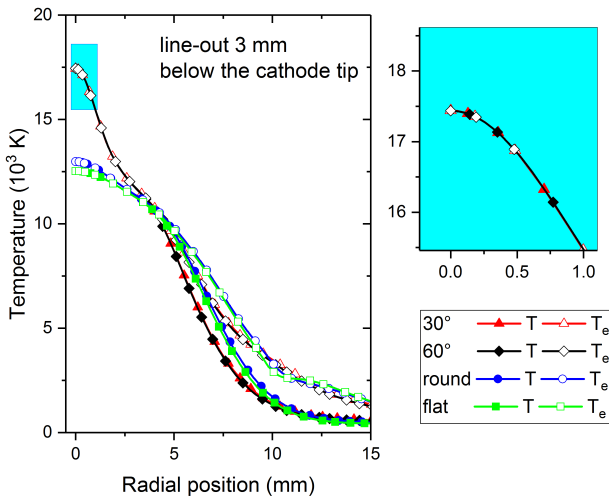 line-out 3 mm
below the cathode tip
Temperature (10³ K)
20
15
10
5
0
0
5
10
15
Radial position (mm)
18
17
16
0.0
0.5
1.0
30° T Tₑ
60° T Tₑ
round T Tₑ
flat T Tₑ